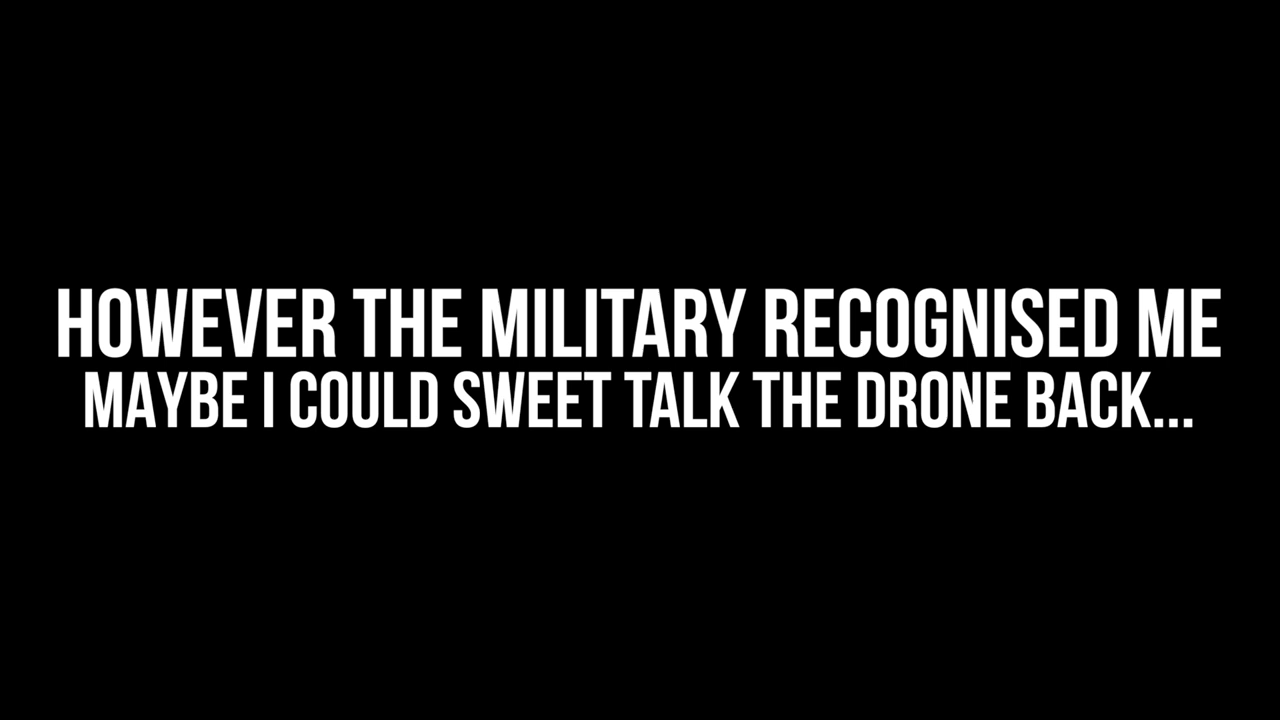 HOWEVER THE MILITARY RECOGNISED ME
MAYBE I COULD SWEET TALK THE DRONE BACK...